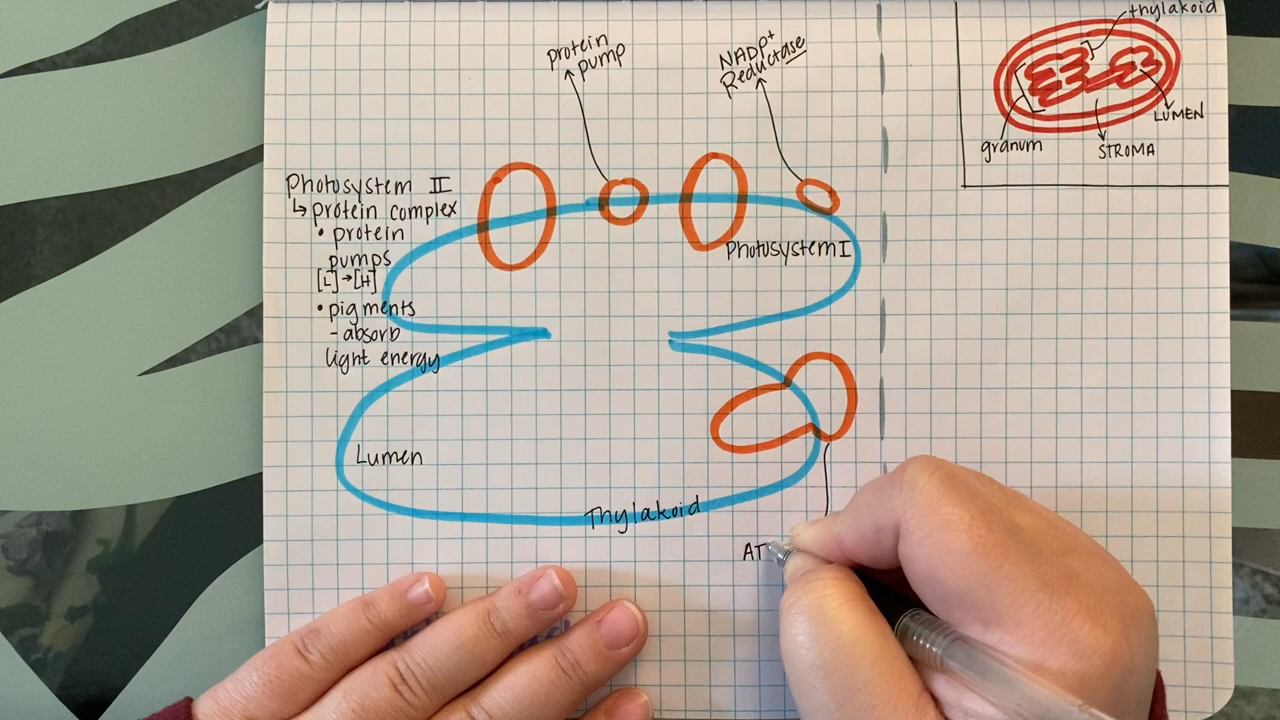 thylakoid
granum
STROMA
LUMEN
protein
pump
NADP+
Reductase
Photosystem II
↳ protein complex
• protein
pumps
[L]→[H]
• pigments
- absorb
light energy
Photosystem I
Lumen
Thylakoid
AT